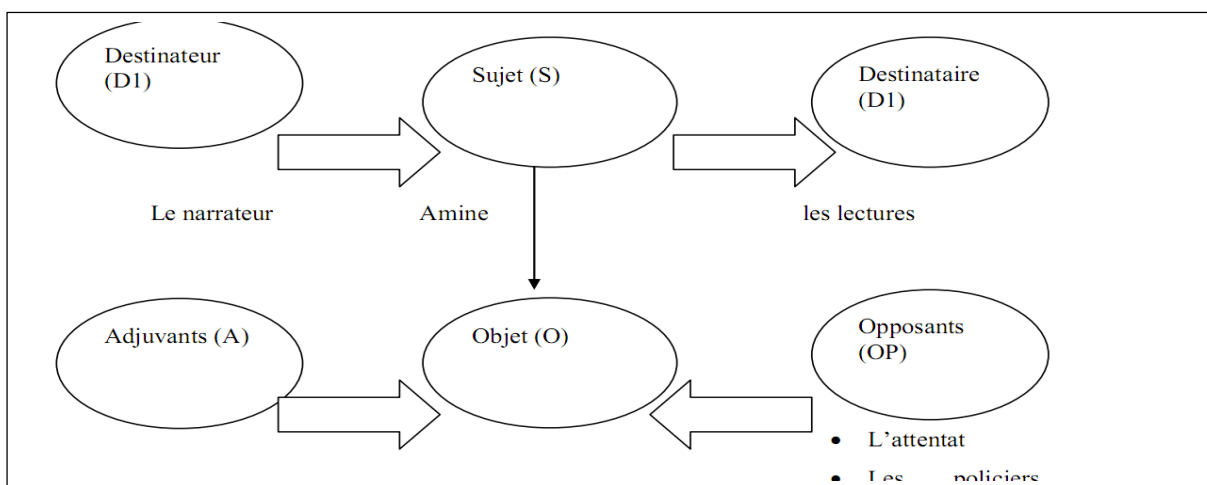 Destinateur
(D1)
Sujet (S)
Destinataire
(D1)
Le narrateur
Amine
les lectures
Adjuvants (A)
Objet (O)
Opposants
(OP)
• L'attentat
• Les policiers